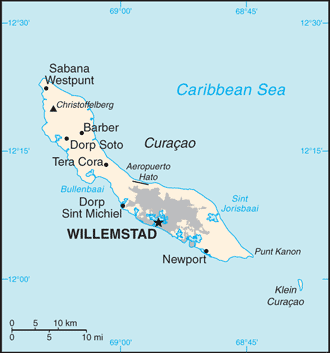 69°00' 68°45'
12°30' 12°30'
Sabana
Westpunt
Caribbean Sea
Christoffelberg
Barber
Curaçao
Dorp Soto
12°15' 12°15'
Tera Cora
Aeropuerto
Hato
Bullenbaai
Sint
Jorisbaai
Dorp
Sint Michiel
WILLEMSTAD
Newport
Punt Kanon
12°00' 12°00'
Klein
Curaçao
0 5 10 km
0 5 10 mi
69°00' 68°45'